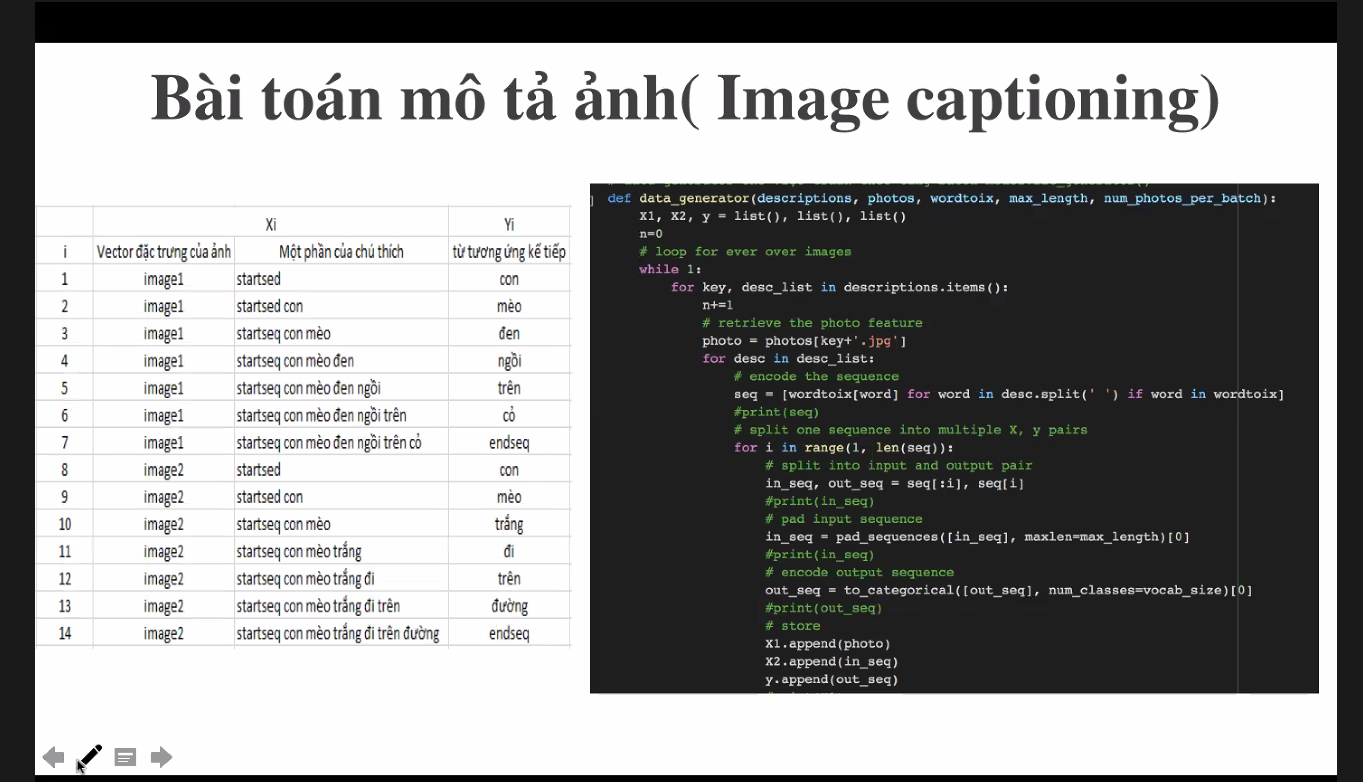 Bài toán mô tả ảnh( Image captioning)
Xi Yi
i Vector đặc trưng của ảnh Một phần của chú thích từ tương ứng kế tiếp
1 image1 startsed con
2 image1 startsed con mèo
3 image1 startseq con mèo đen
4 image1 startseq con mèo đen ngồi
5 image1 startseq con mèo đen ngồi trên
6 image1 startseq con mèo đen ngồi trên cỏ
7 image1 startseq con mèo đen ngồi trên cỏ endseq
8 image2 startsed con
9 image2 startsed con mèo
10 image2 startseq con mèo trắng
11 image2 startseq con mèo trắng đi
12 image2 startseq con mèo trắng đi trên
13 image2 startseq con mèo trắng đi trên đường
14 image2 startseq con mèo trắng đi trên đường endseq
def data_generator(descriptions, photos, wordtoix, max_length, num_photos_per_batch):
X1, X2, y = list(), list(), list()
n=0
# loop for ever over images
while 1:
for key, desc_list in descriptions.items():
n+=1
# retrieve the photo feature
photo = photos[key+'.jpg']
for desc in desc_list:
# encode the sequence
seq = [wordtoix[word] for word in desc.split(' ') if word in wordtoix]
#print(seq)
# split one sequence into multiple X, y pairs
for i in range(1, len(seq)):
# split into input and output pair
in_seq, out_seq = seq[:i], seq[i]
#print(in_seq)
# pad input sequence
in_seq = pad_sequences([in_seq], maxlen=max_length)[0]
#print(in_seq)
# encode output sequence
out_seq = to_categorical([out_seq], num_classes=vocab_size)[0]
#print(out_seq)
# store
X1.append(photo)
X2.append(in_seq)
y.append(out_seq)